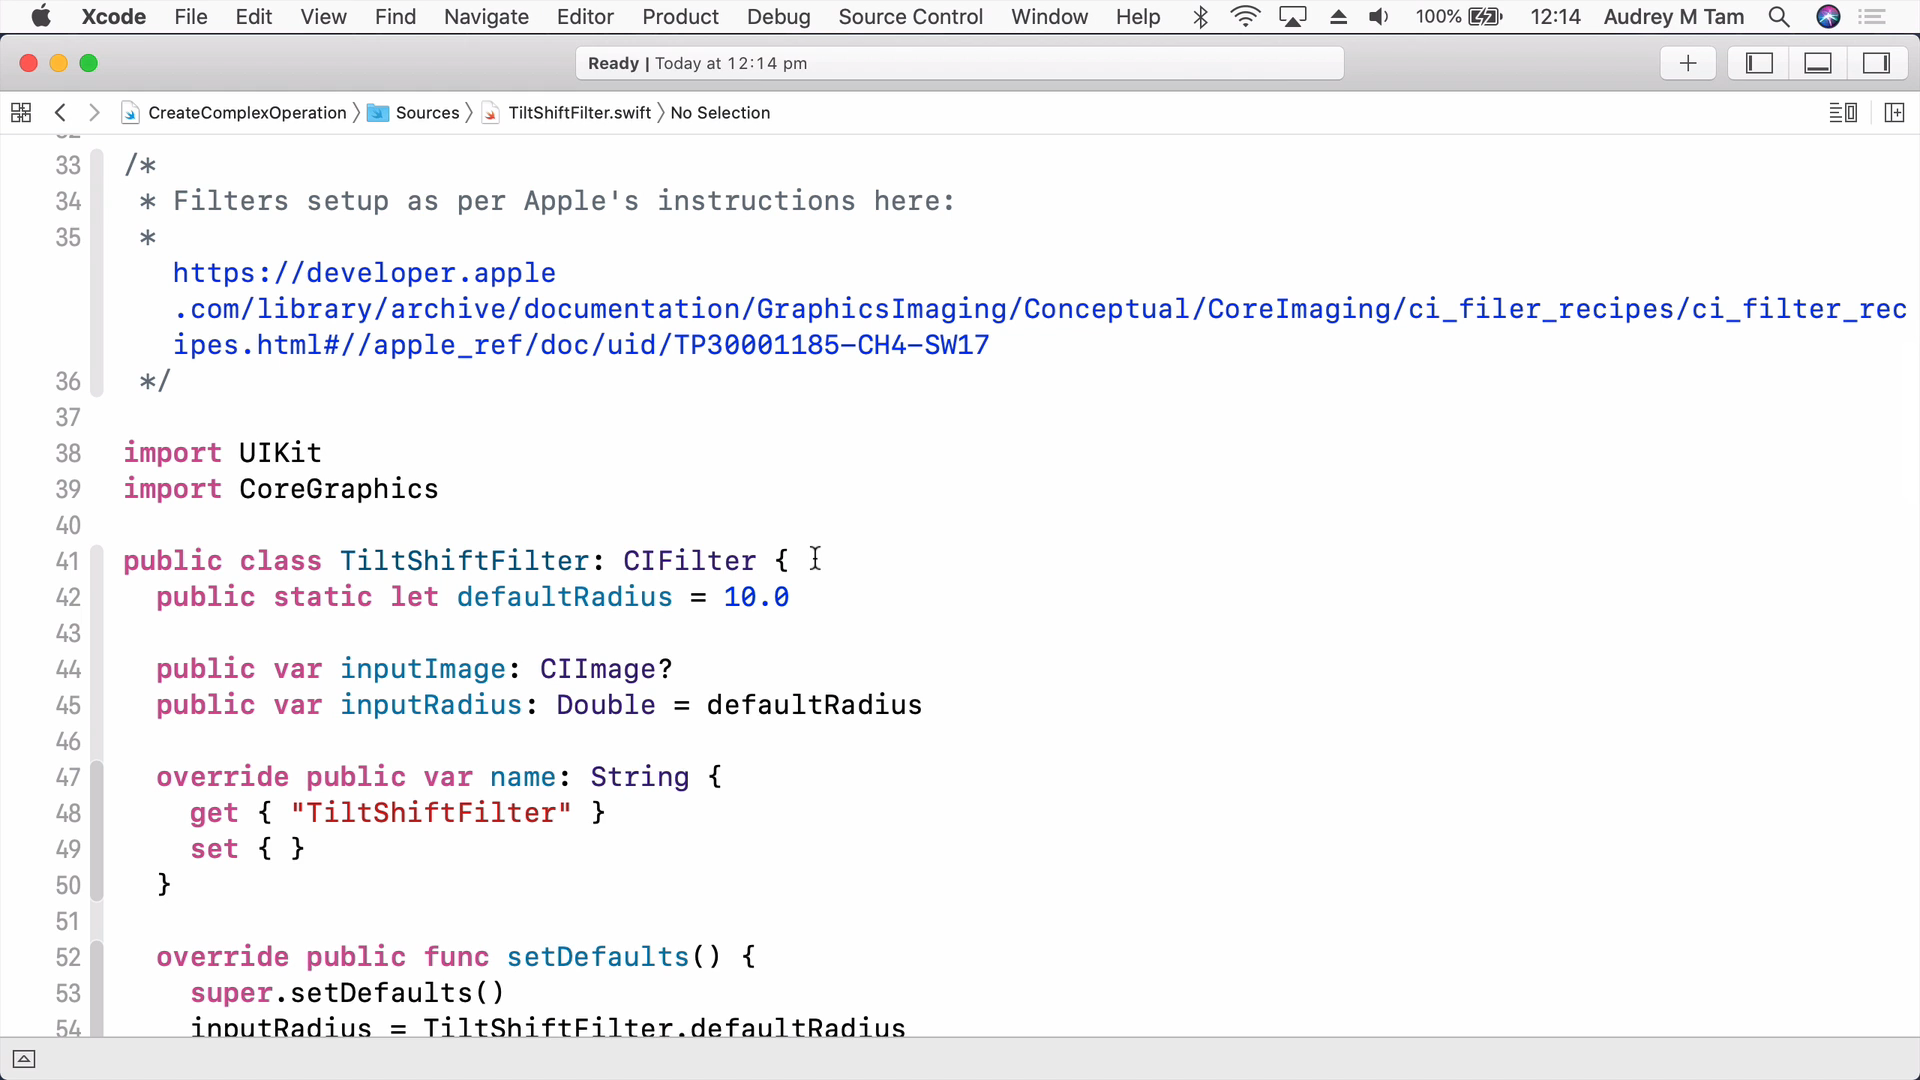 Xcode File Edit View Find Navigate Editor Product Debug Source Control Window Help 100% 12:14 Audrey M Tam
Ready | Today at 12:14 pm
CreateComplexOperation Sources TiltShiftFilter.swift No Selection
32
33 /*
34 * Filters setup as per Apple's instructions here:
35 *
https://developer.apple
.com/library/archive/documentation/GraphicsImaging/Conceptual/CoreImaging/ci_filer_recipes/ci_filter_rec
ipes.html#//apple_ref/doc/uid/TP30001185-CH4-SW17
36 */
37
38 import UIKit
39 import CoreGraphics
40
41 public class TiltShiftFilter: CIFilter {
42 public static let defaultRadius = 10.0
43
44 public var inputImage: CIImage?
45 public var inputRadius: Double = defaultRadius
46
47 override public var name: String {
48 get { "TiltShiftFilter" }
49 set { }
50 }
51
52 override public func setDefaults() {
53 super.setDefaults()
54 inputRadius = TiltShiftFilter.defaultRadius